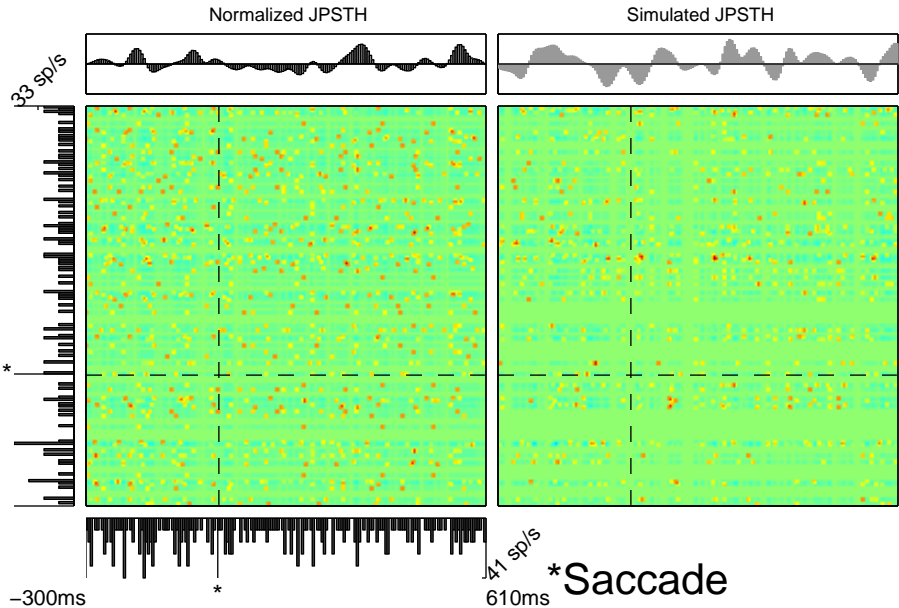 Normalized JPSTH
Simulated JPSTH
33 sp/s
*
41 sp/s
*
*Saccade
−300ms
610ms